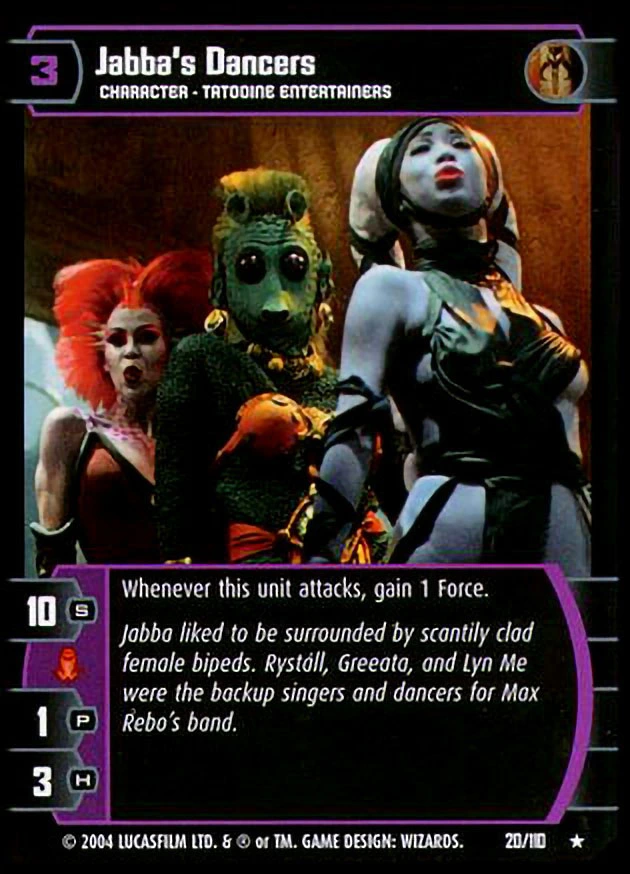 3
Jabba's Dancers
CHARACTER - TATOOINE ENTERTAINERS
Whenever this unit attacks, gain 1 Force.
10 S
Jabba liked to be surrounded by scantily clad
female bipeds. Rystáll, Greeata, and Lyn Me
were the backup singers and dancers for Max
Rebo's band.
1 P
3 H
© 2004 LUCASFILM LTD. & ® or TM. GAME DESIGN: WIZARDS. 20/110 ★